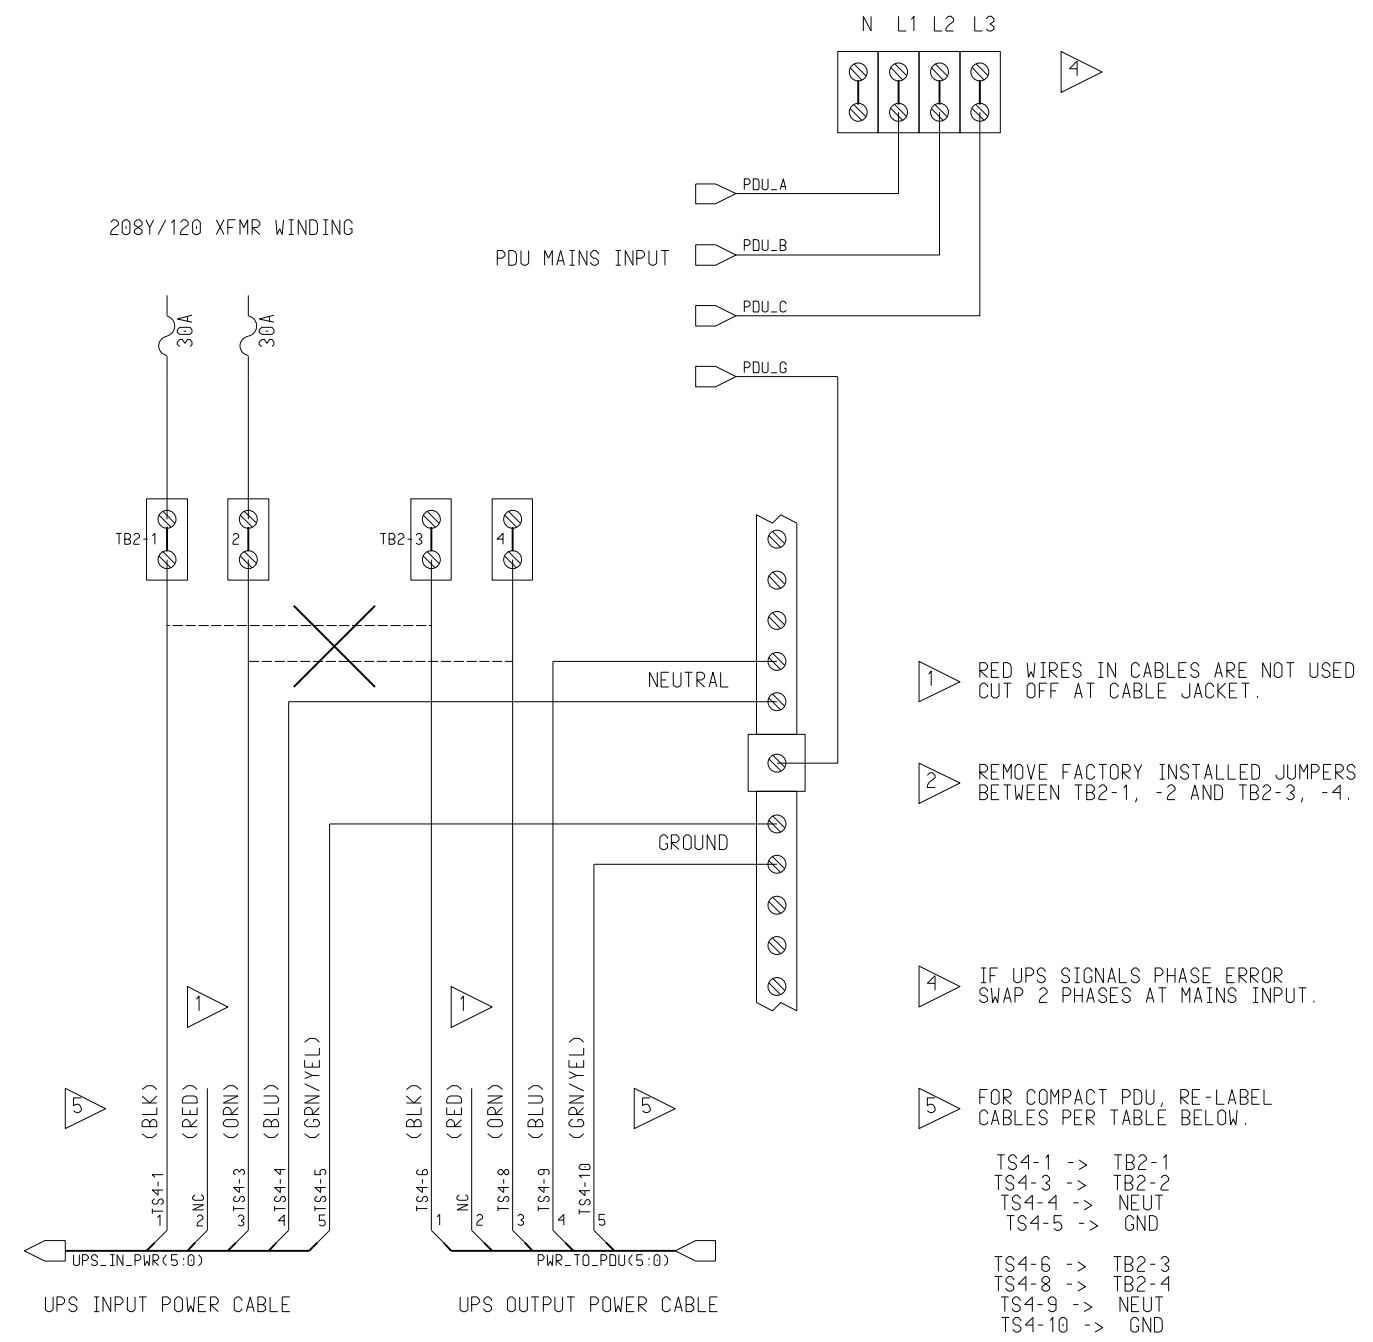 N L1 L2 L3
4
PDU_A
208Y/120 XFMR WINDING
PDU_B
PDU MAINS INPUT
PDU_C
30A
30A
PDU_G
TB2-1
2
TB2-3
4
NEUTRAL
GROUND
1
RED WIRES IN CABLES ARE NOT USED
CUT OFF AT CABLE JACKET.
2
REMOVE FACTORY INSTALLED JUMPERS
BETWEEN TB2-1, -2 AND TB2-3, -4.
4
IF UPS SIGNALS PHASE ERROR
SWAP 2 PHASES AT MAINS INPUT.
1
1
5
(BLK)
(RED)
(ORN)
(BLU)
(GRN/YEL)
(BLK)
(RED)
(ORN)
(BLU)
(GRN/YEL)
5
5
FOR COMPACT PDU, RE-LABEL
CABLES PER TABLE BELOW.
TS4-1 -> TB2-1
TS4-3 -> TB2-2
TS4-4 -> NEUT
TS4-5 -> GND
TS4-6 -> TB2-3
TS4-8 -> TB2-4
TS4-9 -> NEUT
TS4-10 -> GND
TS4-1
NC
TS4-3
TS4-4
TS4-5
TS4-6
NC
TS4-8
TS4-9
TS4-10
1 2 3 4 5
1 2 3 4 5
UPS_IN_PWR(5:0)
PWR_TO_PDU(5:0)
UPS INPUT POWER CABLE
UPS OUTPUT POWER CABLE